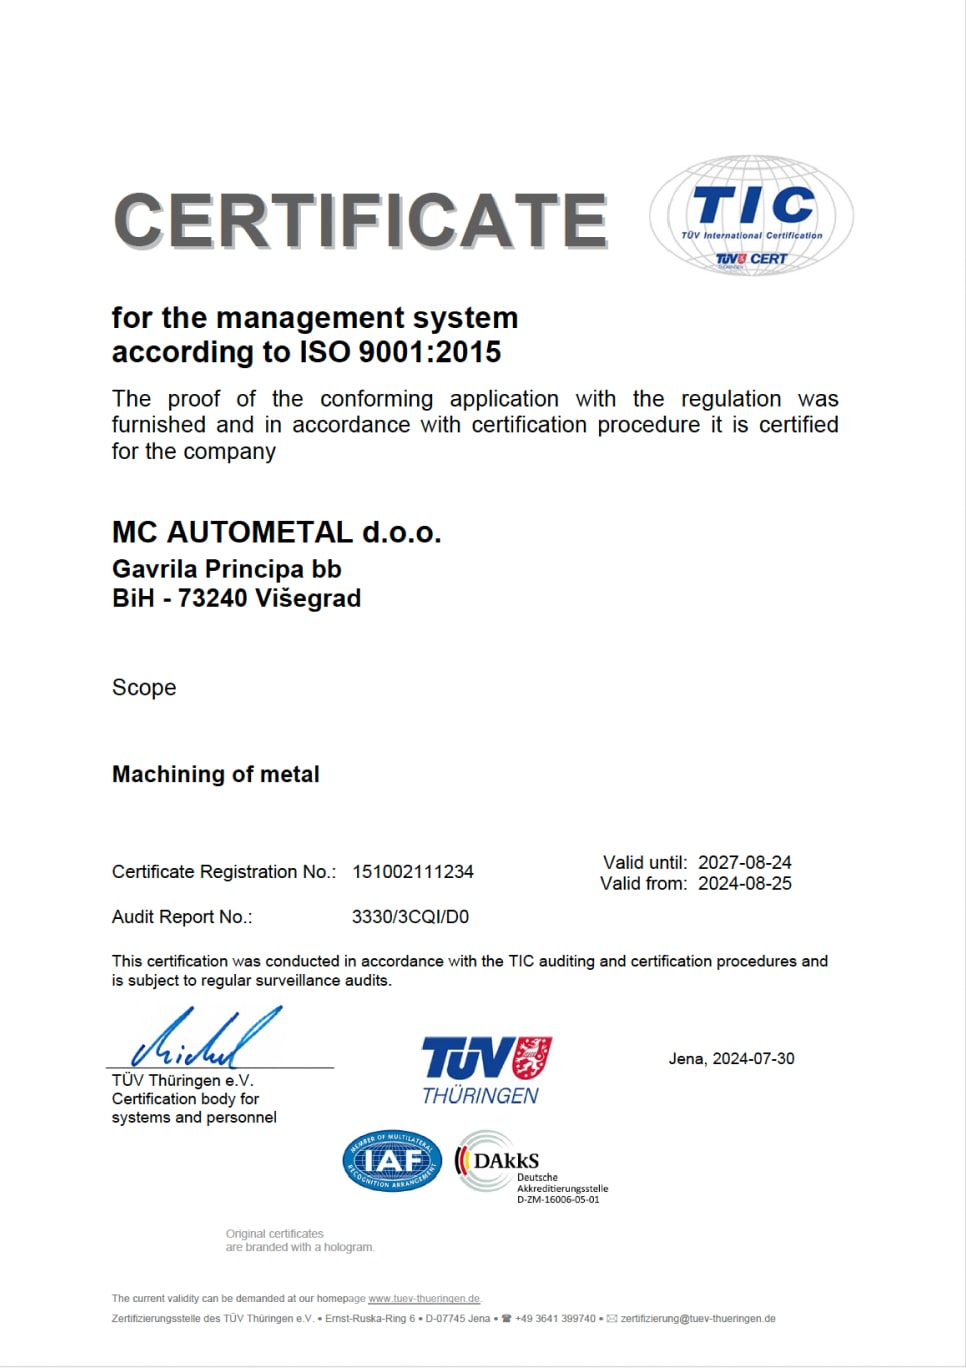 CERTIFICATE
TIC
TÜV International Certification
TÜV CERT
THÜRINGEN
for the management system
according to ISO 9001:2015
The proof of the conforming application with the regulation was
furnished and in accordance with certification procedure it is certified
for the company
MC AUTOMETAL d.o.o.
Gavrila Principa bb
BiH - 73240 Višegrad
Scope
Machining of metal
Certificate Registration No.: 151002111234
Valid until: 2027-08-24
Valid from: 2024-08-25
Audit Report No.: 3330/3CQI/D0
This certification was conducted in accordance with the TIC auditing and certification procedures and
is subject to regular surveillance audits.
TÜV Thüringen e.V.
Certification body for
systems and personnel
TÜV
THÜRINGEN
Jena, 2024-07-30
MEMBER OF MULTILATERAL
IAF
RECOGNITION ARRANGEMENT
DAkkS
Deutsche
Akkreditierungsstelle
D-ZM-16006-05-01
Original certificates
are branded with a hologram.
The current validity can be demanded at our homepage www.tuev-thueringen.de.
Zertifizierungsstelle des TÜV Thüringen e.V. • Ernst-Ruska-Ring 6 • D-07745 Jena • ☎ +49 3641 399740 • ✉ zertifizierung@tuev-thueringen.de